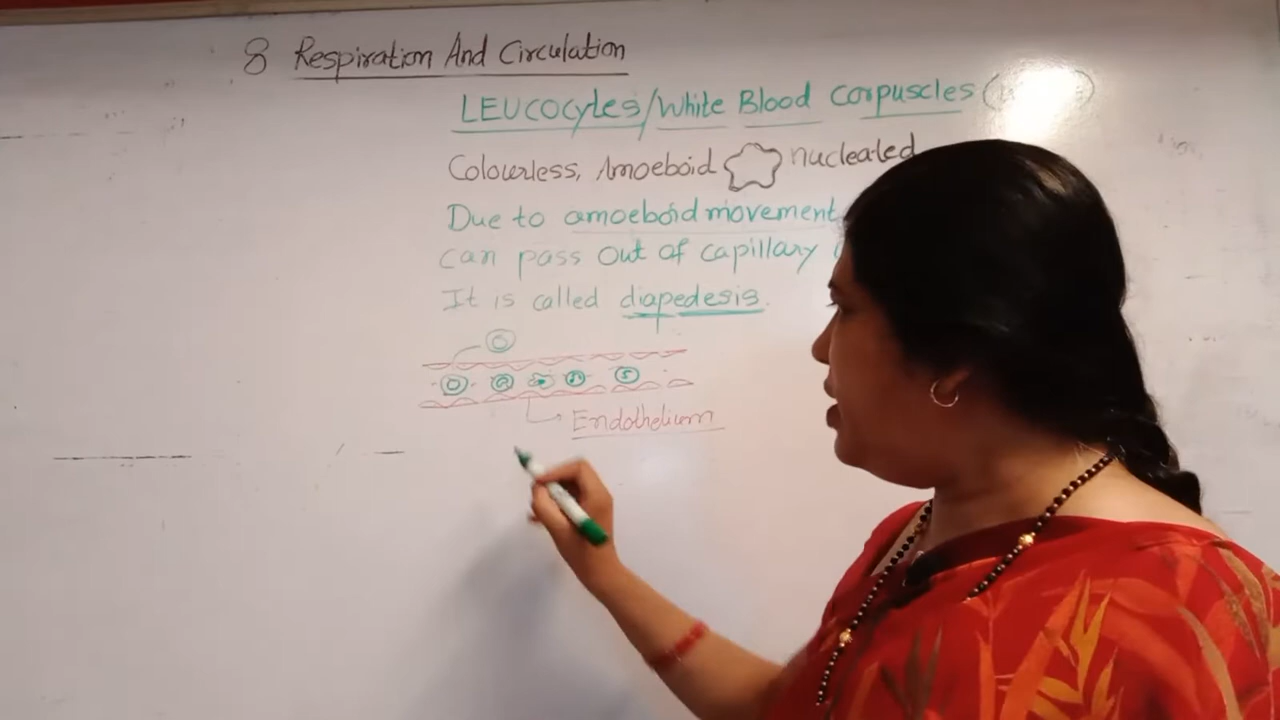 8 Respiration And Circulation
LEUCOCYTES/White Blood Corpuscles
Colourless, Amoeboid nucleated
Due to amoeboid movement
can pass out of capillary
It is called diapedesis.
Endothelium